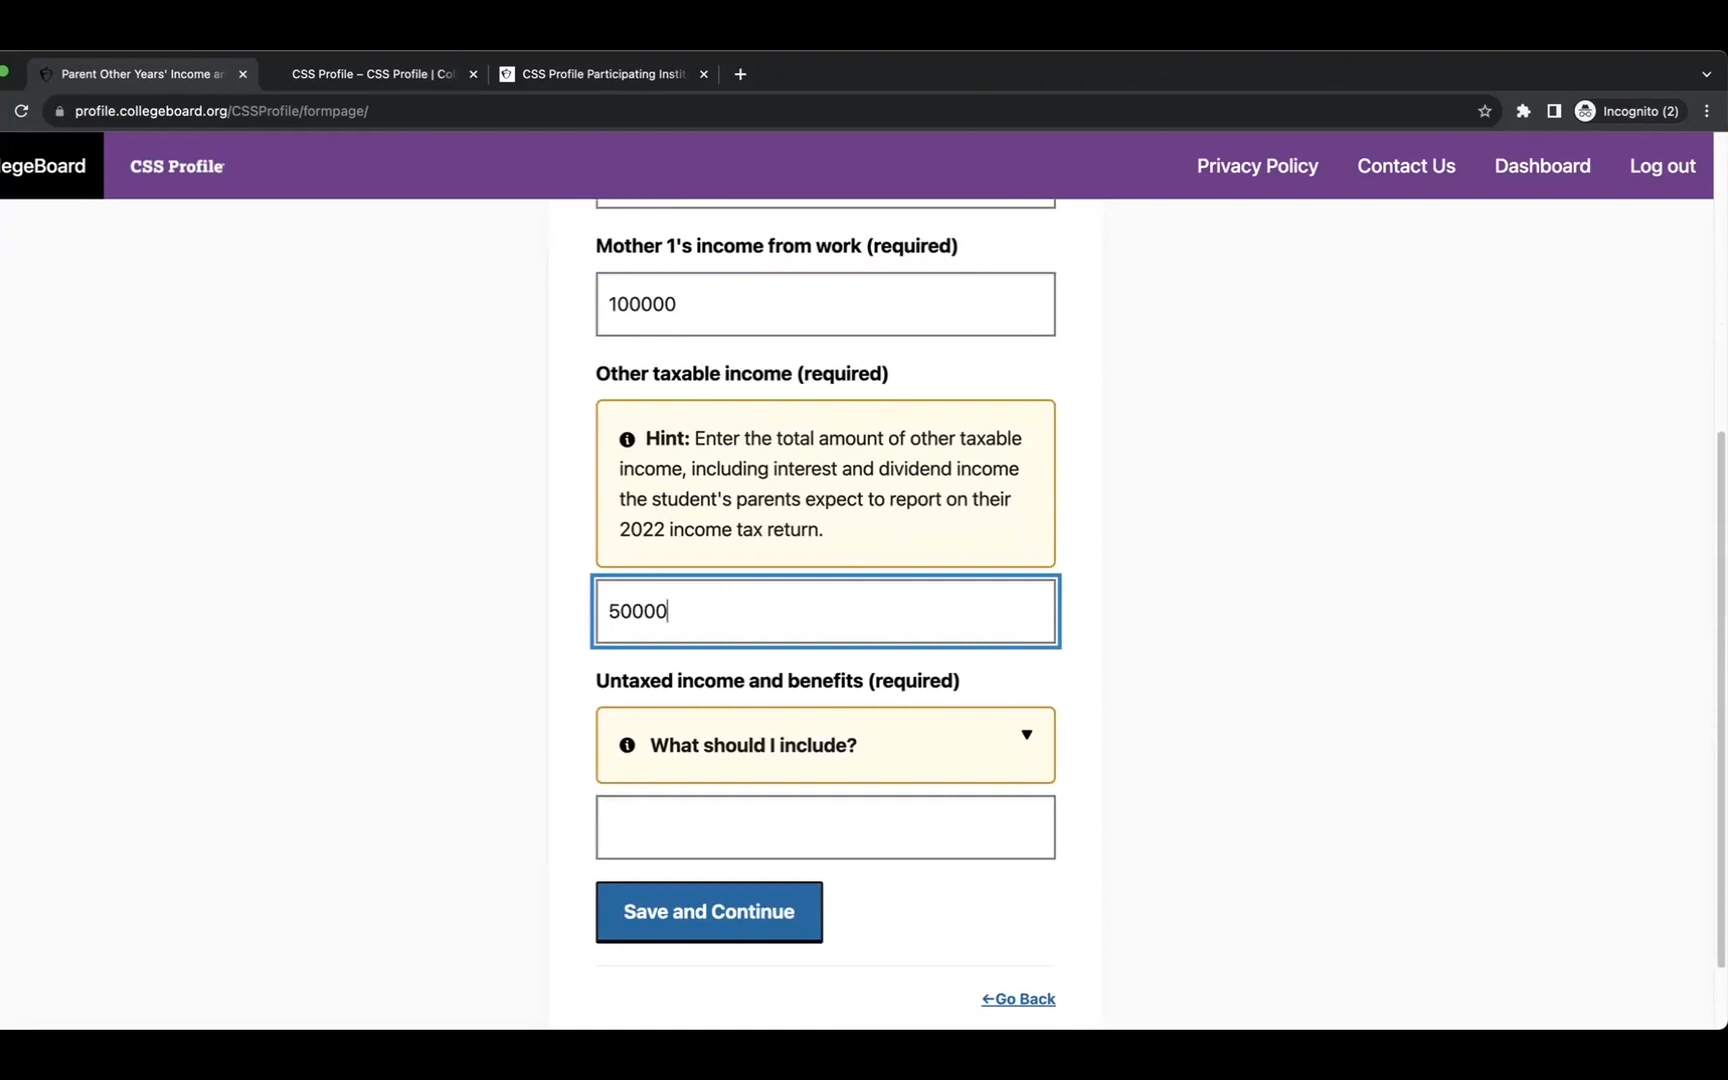 Parent Other Years' Income a
CSS Profile – CSS Profile | Col
CSS Profile Participating Instit
profile.collegeboard.org/CSSProfile/formpage/
Incognito (2)
legeBoard
CSS Profile
Privacy Policy
Contact Us
Dashboard
Log out
Mother 1's income from work (required)
100000
Other taxable income (required)
Hint: Enter the total amount of other taxable
income, including interest and dividend income
the student's parents expect to report on their
2022 income tax return.
50000
Untaxed income and benefits (required)
What should I include?
Save and Continue
←Go Back